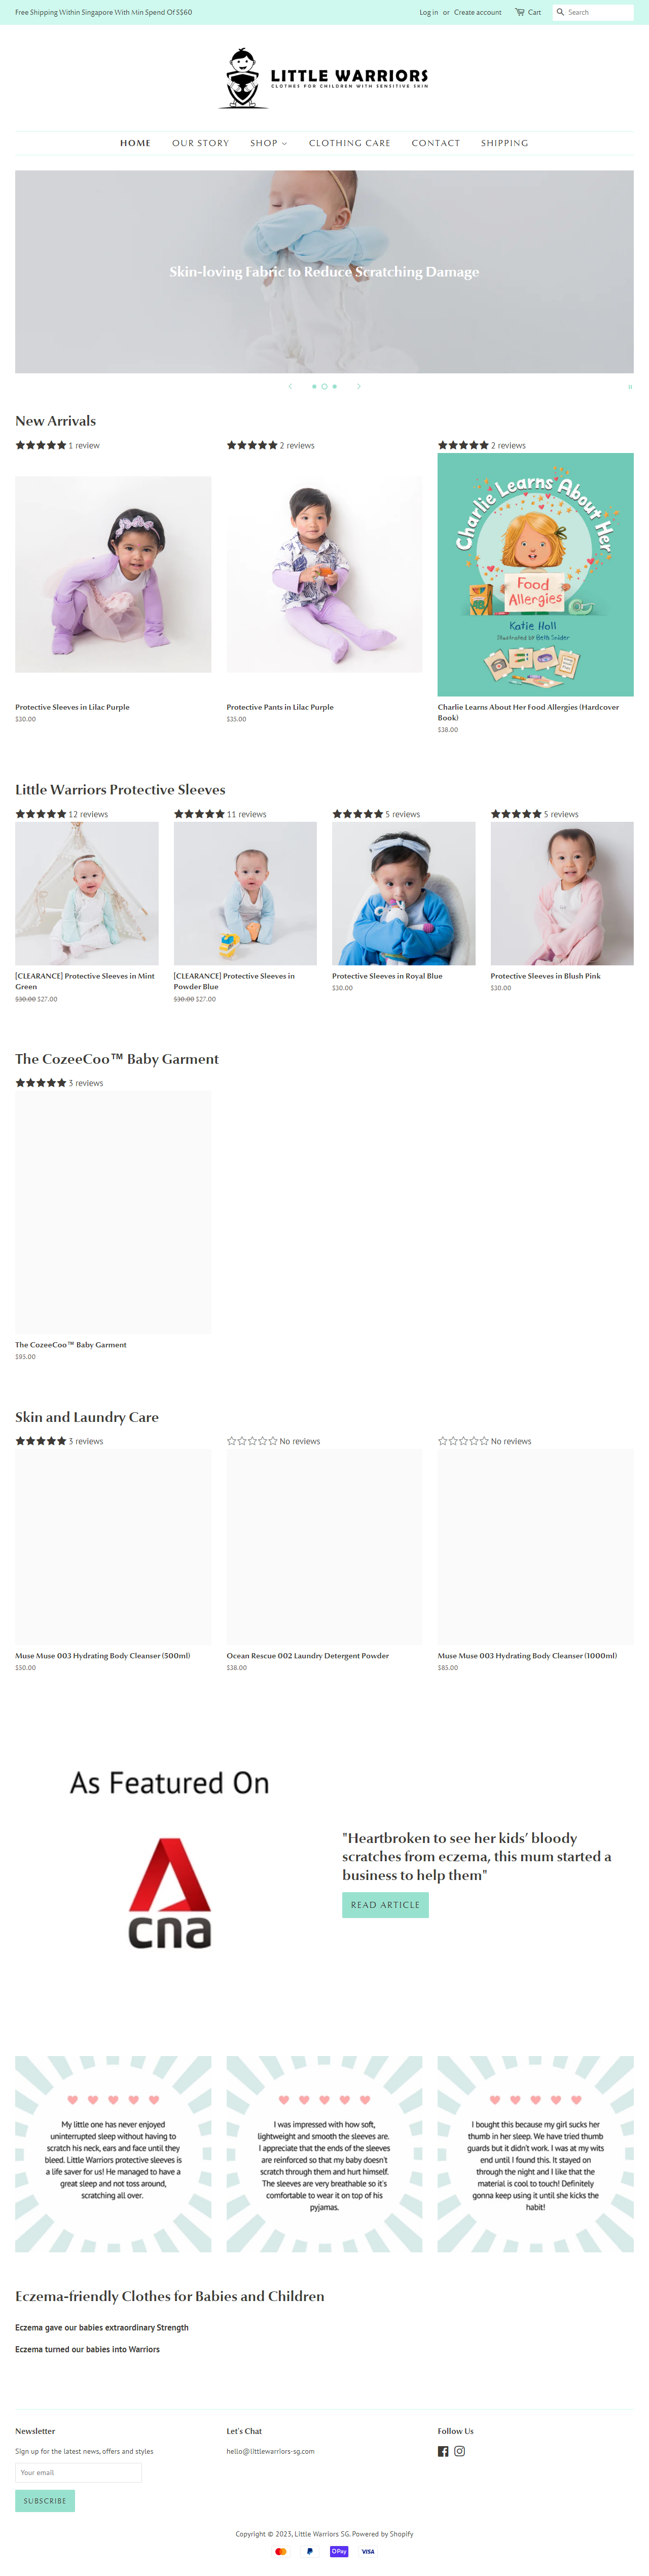 Free Shipping Within Singapore With Min Spend Of S$60
Log in or Create account Cart Search
LITTLE WARRIORS
CLOTHES FOR CHILDREN WITH SENSITIVE SKIN
HOME OUR STORY SHOP CLOTHING CARE CONTACT SHIPPING
Skin-loving Fabric to Reduce Scratching Damage
New Arrivals
1 review
2 reviews
2 reviews
Charlie Learns About Her
Food
Allergies
Katie Holl
Illustrated by Beth Snider
Protective Sleeves in Lilac Purple
$30.00
Protective Pants in Lilac Purple
$35.00
Charlie Learns About Her Food Allergies (Hardcover
Book)
$38.00
Little Warriors Protective Sleeves
12 reviews
11 reviews
5 reviews
5 reviews
[CLEARANCE] Protective Sleeves in Mint
Green
$30.00 $27.00
[CLEARANCE] Protective Sleeves in
Powder Blue
$30.00 $27.00
Protective Sleeves in Royal Blue
$30.00
Protective Sleeves in Blush Pink
$30.00
The CozeeCoo™ Baby Garment
3 reviews
The CozeeCoo™ Baby Garment
$95.00
Skin and Laundry Care
3 reviews
No reviews
No reviews
Muse Muse 003 Hydrating Body Cleanser (500ml)
$50.00
Ocean Rescue 002 Laundry Detergent Powder
$38.00
Muse Muse 003 Hydrating Body Cleanser (1000ml)
$85.00
As Featured On
cna
"Heartbroken to see her kids’ bloody
scratches from eczema, this mum started a
business to help them"
READ ARTICLE
My little one has never enjoyed
uninterrupted sleep without having to
scratch his neck, ears and face until they
bleed. Little Warriors protective sleeves is
a life saver for us! He managed to have a
great sleep and not toss around,
scratching all over.
I was impressed with how soft,
lightweight and smooth the sleeves are.
I appreciate that the ends of the sleeves
are reinforced so that my baby doesn't
scratch through them and hurt himself.
The sleeves are very breathable so it's
comfortable to wear it on top of his
pyjamas.
I bought this because my girl sucks her
thumb in her sleep. We have tried thumb
guards but it didn't work. I was at my wits
end until I found this. It stayed on
through the night and I like that the
material is cool to touch! Definitely
gonna keep using it until she kicks the
habit!
Eczema-friendly Clothes for Babies and Children
Eczema gave our babies extraordinary Strength
Eczema turned our babies into Warriors
Newsletter
Sign up for the latest news, offers and styles
Your email
SUBSCRIBE
Let's Chat
hello@littlewarriors-sg.com
Follow Us
Copyright © 2023, Little Warriors SG. Powered by Shopify
OPay VISA